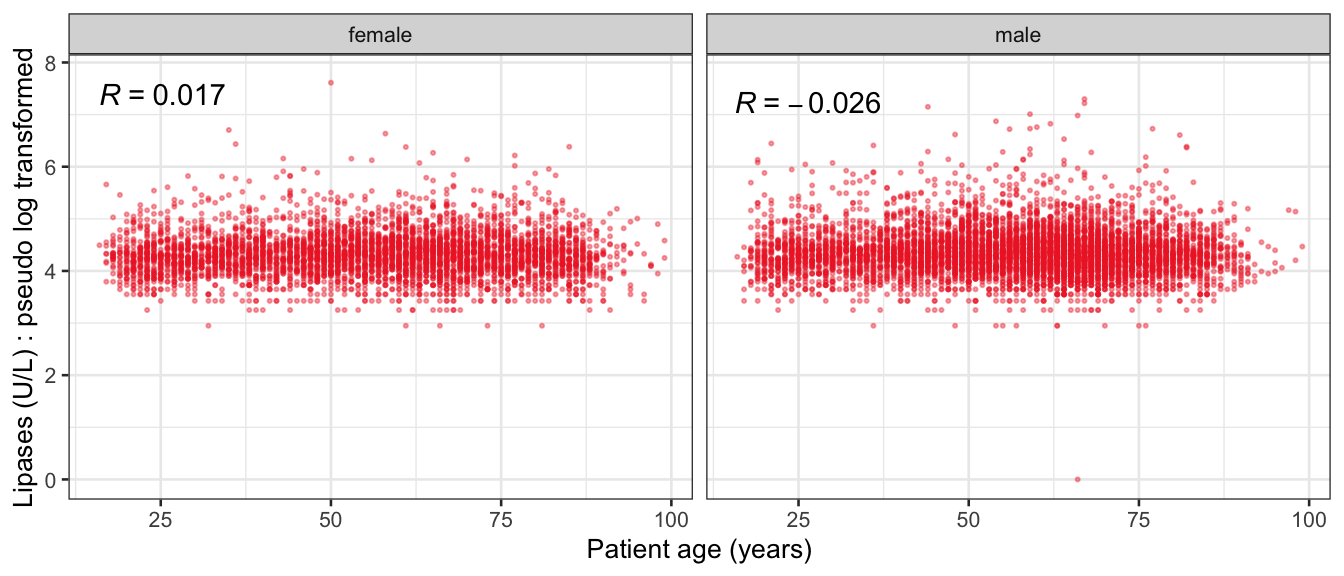 female
male
Lipases (U/L) : pseudo log transformed
8
6
4
2
0
R = 0.017
R = −0.026
25
50
75
100
25
50
75
100
Patient age (years)